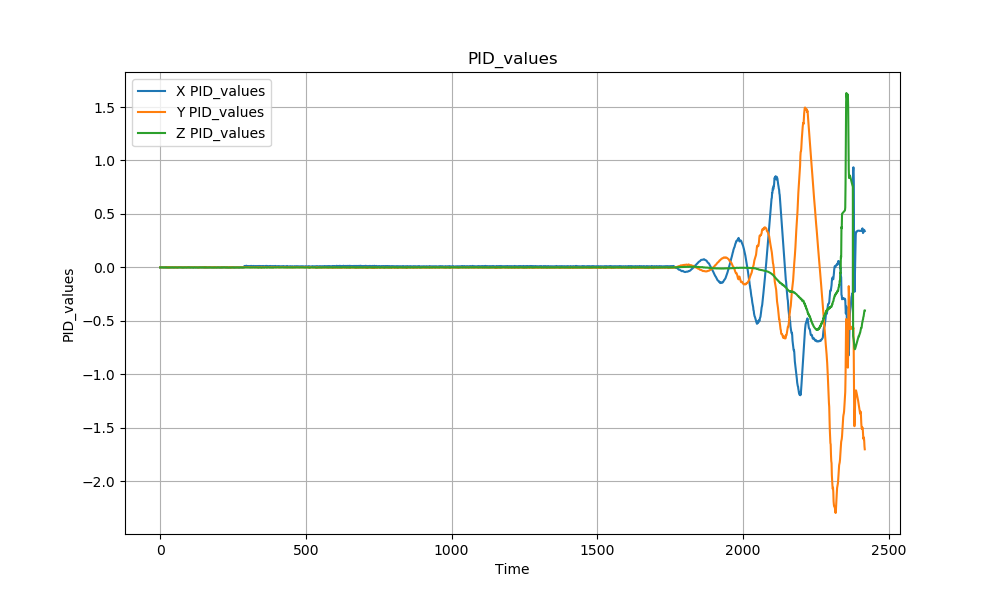 PID_values
X PID_values
Y PID_values
Z PID_values
1.5
1.0
0.5
0.0
−0.5
−1.0
−1.5
−2.0
PID_values
0
500
1000
1500
2000
2500
Time